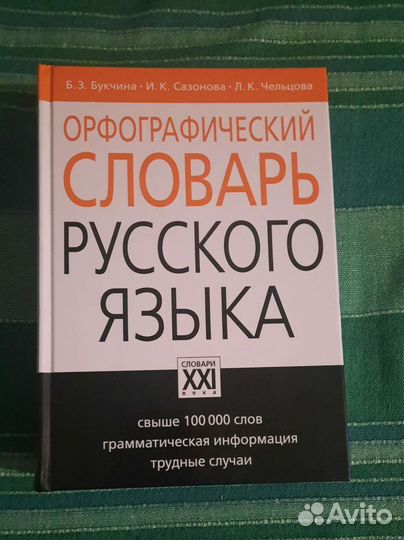 Б. З. Букчина • И. К. Сазонова • Л. К. Чельцова
ОРФОГРАФИЧЕСКИЙ
СЛОВАРЬ
РУССКОГО
ЯЗЫКА
СЛОВАРИ
XXI
века
свыше 100 000 слов
грамматическая информация
трудные случаи
Avito